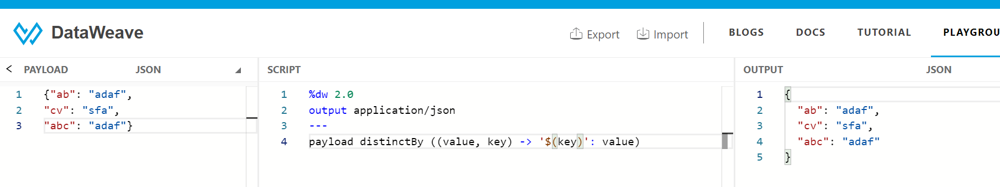 DataWeave
Export Import BLOGS DOCS TUTORIAL PLAYGROU
< PAYLOAD JSON
1 {"ab": "adaf",
2 "cv": "sfa",
3 "abc": "adaf"}
SCRIPT
1 %dw 2.0
2 output application/json
3 ---
4 payload distinctBy ((value, key) -> '$(key)': value)
OUTPUT JSON
1 {
2 "ab": "adaf",
3 "cv": "sfa",
4 "abc": "adaf"
5 }